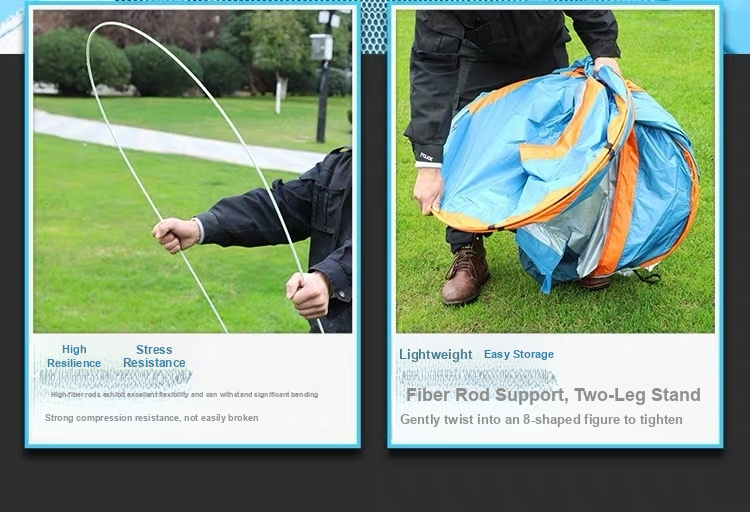 High
Resilience
Stress
Resistance
High-fiber rods exhibit excellent flexibility and can withstand significant bending
Strong compression resistance, not easily broken
Lightweight
Easy Storage
Fiber Rod Support, Two-Leg Stand
Gently twist into an 8-shaped figure to tighten